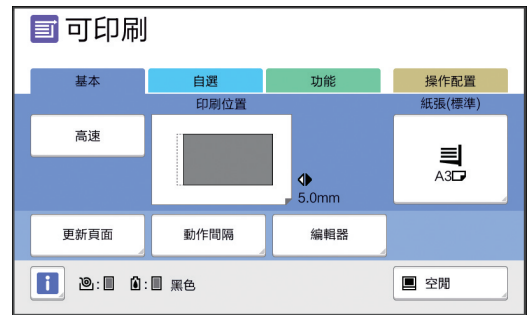 可印刷
基本 自選 功能 操作配置
印刷位置 紙張(標準)
高速
A3
5.0mm
更新頁面 動作間隔 編輯器
i : : 黑色 空閒